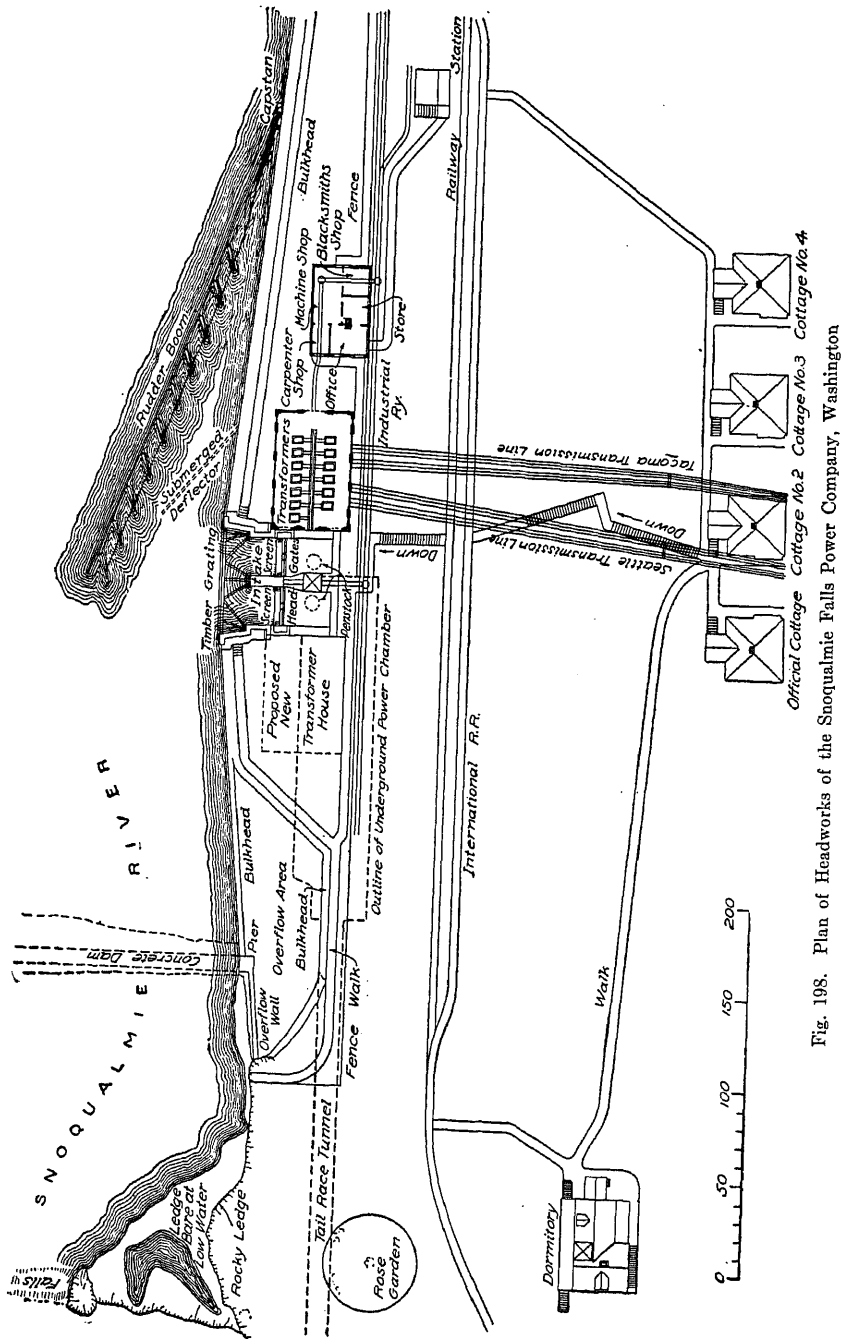 SNOQUALMIE RIVER
Falls
Ledge
Bare at
Low Water
Rocky Ledge
Concrete Dam
Pier
Bulkhead
Overflow
Wall
Overflow Area
Bulkhead
Timber Grating
Submerged
Deflector
Rudder Boom
Capstan
Bulkhead
Intake
Screen
Screen
Head
Gates
Penstock
Transformers
Carpenter
Shop
Machine Shop
Blacksmiths
Shop
Office
Store
Fence
Proposed
New
Transformer
House
Industrial
Ry.
Station
Railway
Outline of Underground Power Chamber
Fence
Walk
Tail Race Tunnel
Rose
Garden
International R.R.
Down
Down
Seattle Transmission Line
Tacoma Transmission Line
Walk
Dormitory
Official Cottage
Cottage No.2
Cottage No.3
Cottage No.4
0
50
100
150
200
Fig. 198. Plan of Headworks of the Snoqualmie Falls Power Company, Washington